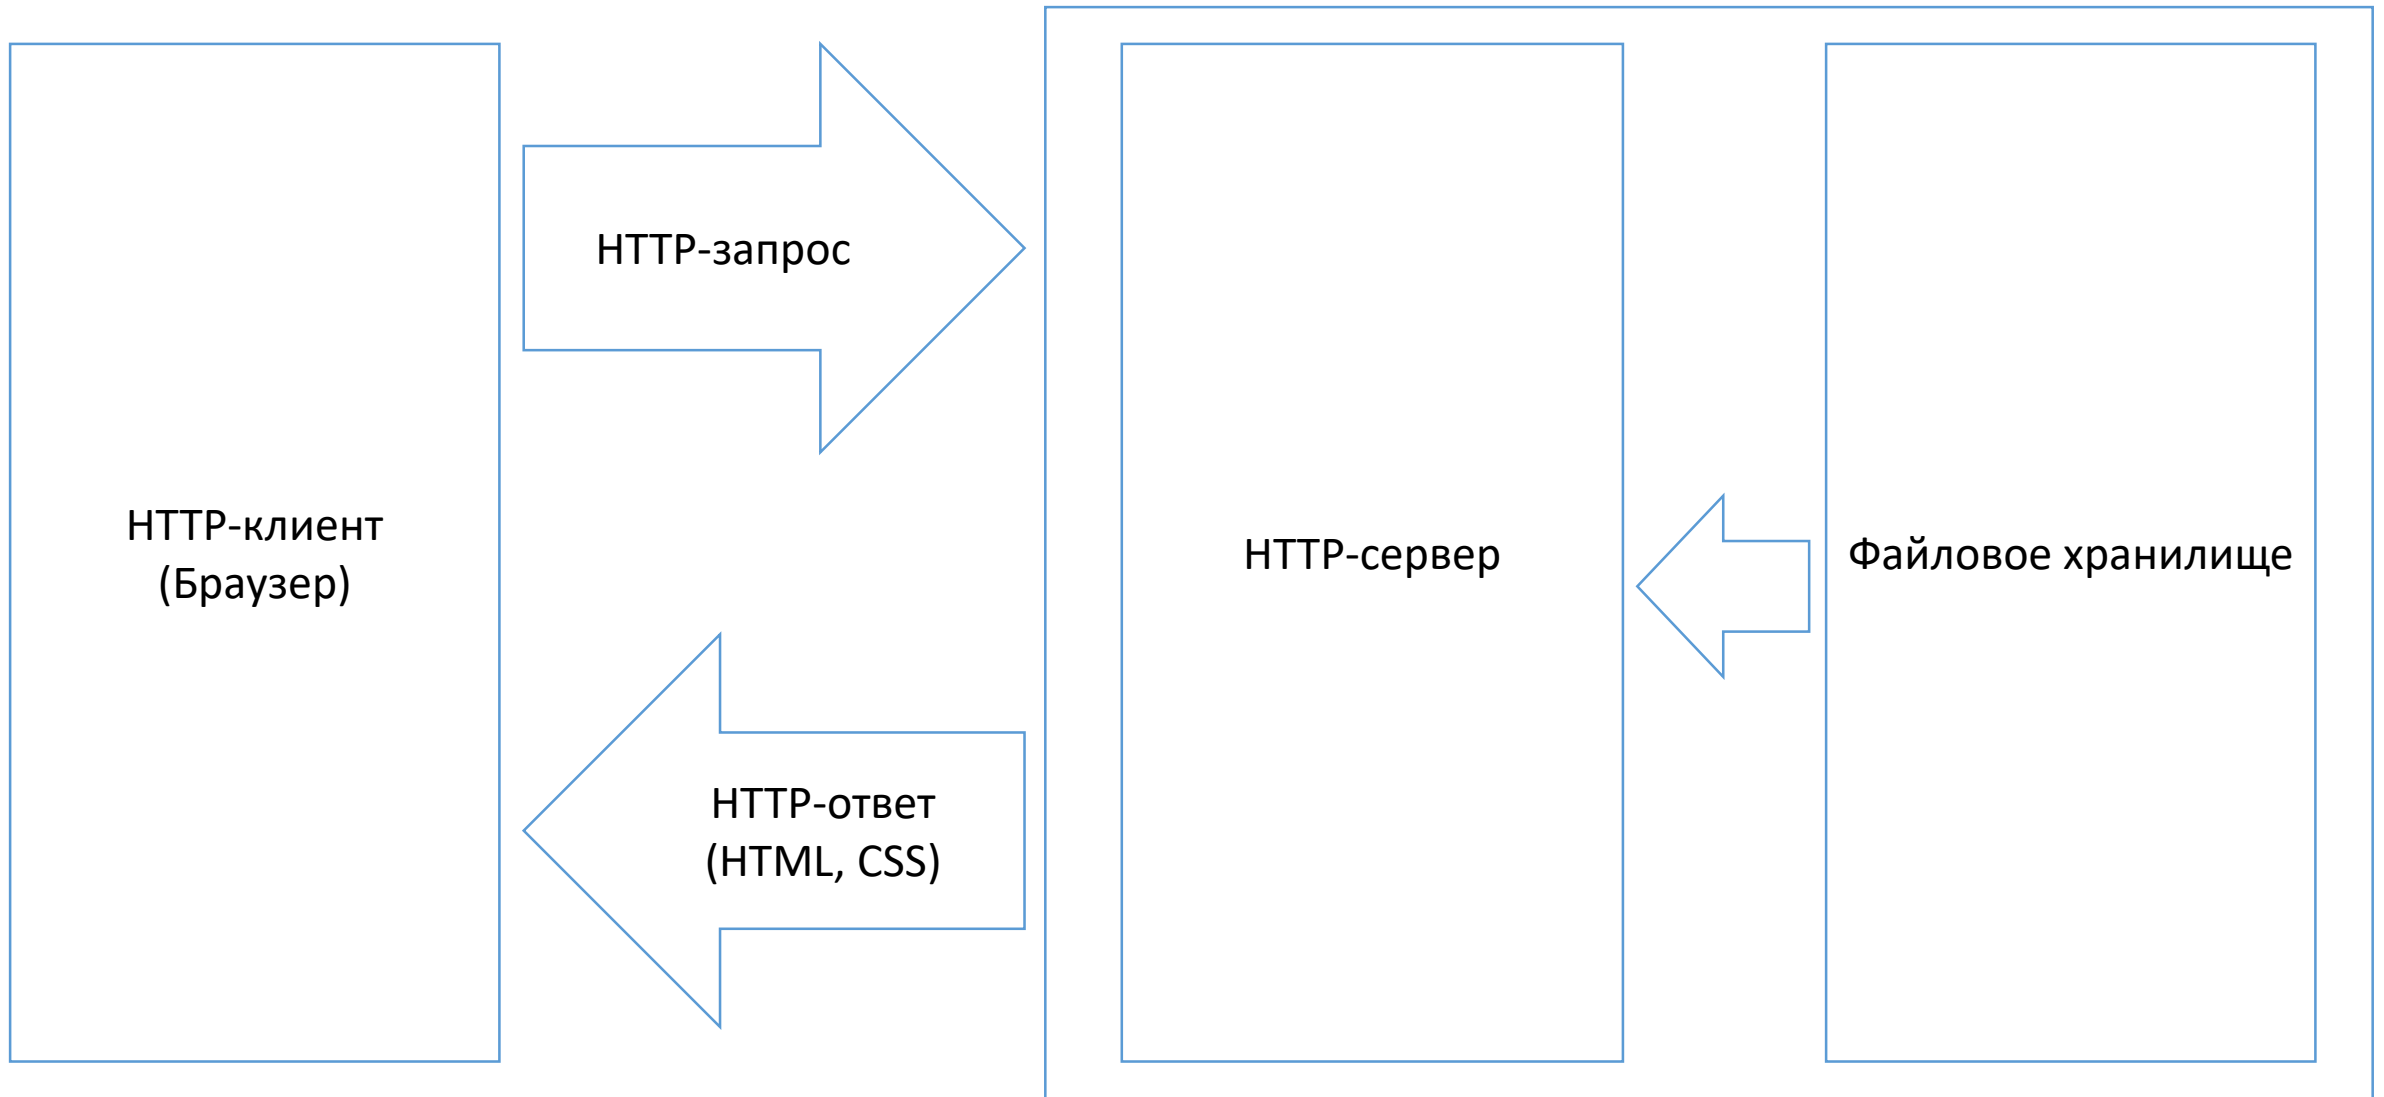 HTTP-клиент
(Браузер)
HTTP-запрос
HTTP-ответ
(HTML, CSS)
HTTP-сервер
Файловое хранилище